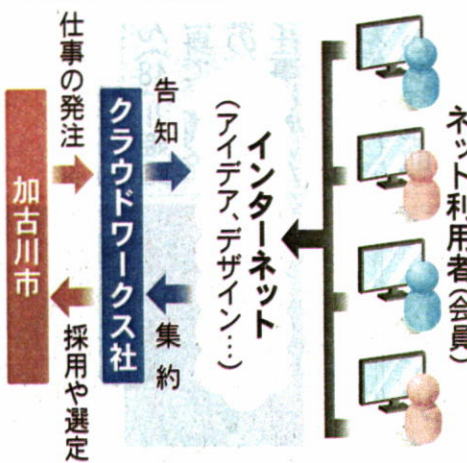 ネット利用者(会員)
インターネット
(アイデア、デザイン…)
告知
集約
クラウドワークス社
仕事の発注
採用や選定
加古川市